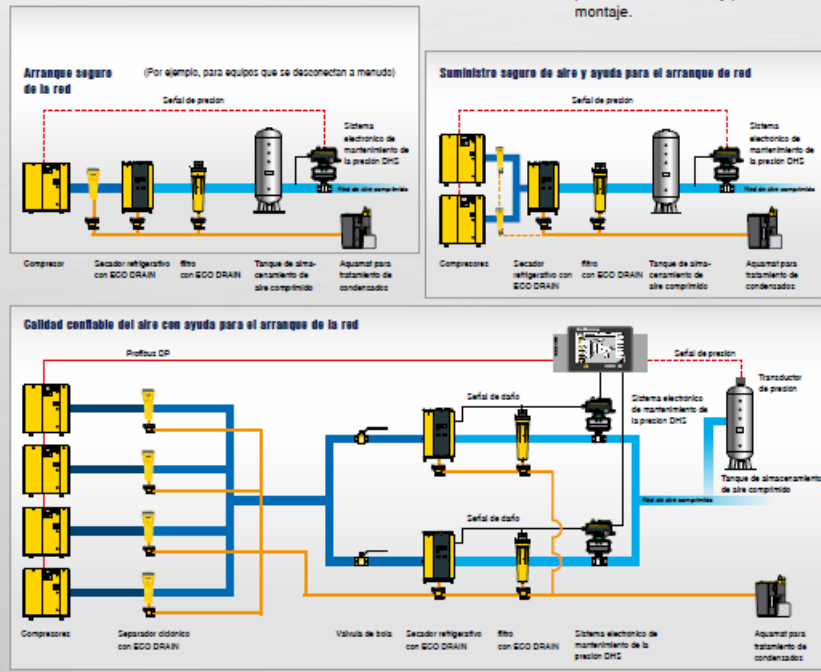 montaje.
Arranque seguro
de la red
(Por ejemplo, para equipos que se desconectan a menudo)
Señal de presión
Sistema
electrónico de
mantenimiento de
la presión DHS
Red de aire comprimido
Compresor
Secador refrigerativo
con ECO DRAIN
filtro
con ECO DRAIN
Tanque de alma-
cenamiento de
aire comprimido
Aquamat para
tratamiento de
condensados
Suministro seguro de aire y ayuda para el arranque de red
Señal de presión
Sistema
electrónico de
mantenimiento de
la presión DHS
Red de aire comprimido
Compresores
Secador
refrigerativo con
ECO DRAIN
filtro
con ECO DRAIN
Tanque de alma-
cenamiento de
aire comprimido
Aquamat para
tratamiento de
condensados
Calidad confiable del aire con ayuda para el arranque de la red
Profibus DP
Señal de presión
Transductor
de presión
Señal de daño
Sistema electrónico
de mantenimiento de
la presión DHS
Tanque de almacenamiento
de aire comprimido
Red de aire comprimido
Señal de daño
Compresores
Separador ciclónico
con ECO DRAIN
Valvula de bola
Secador refrigerativo
con ECO DRAIN
filtro
con ECO DRAIN
Sistema electrónico de
mantenimiento de la
presión DHS
Aquamat para
tratamiento de
condensados